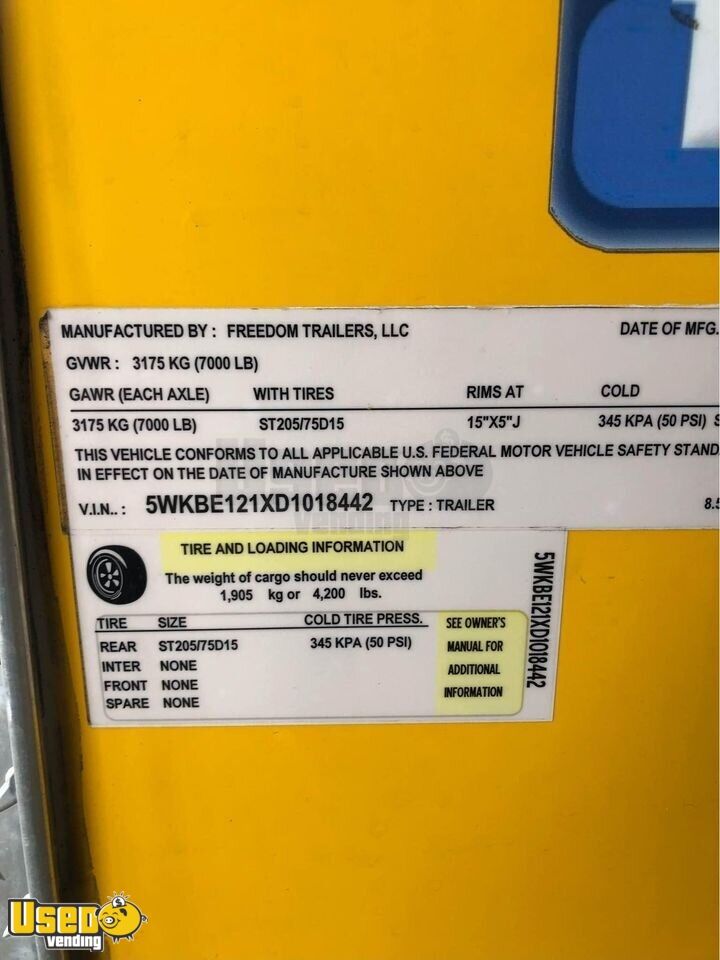 MANUFACTURED BY : FREEDOM TRAILERS, LLC DATE OF MFG.
GVWR : 3175 KG (7000 LB)
GAWR (EACH AXLE) WITH TIRES RIMS AT COLD
3175 KG (7000 LB) ST205/75D15 15"X5"J 345 KPA (50 PSI) S
THIS VEHICLE CONFORMS TO ALL APPLICABLE U.S. FEDERAL MOTOR VEHICLE SAFETY STAND
IN EFFECT ON THE DATE OF MANUFACTURE SHOWN ABOVE
V.I.N.. : 5WKBE121XD1018442 TYPE : TRAILER 8.5
TIRE AND LOADING INFORMATION
The weight of cargo should never exceed
1,905 kg or 4,200 lbs.
TIRE SIZE COLD TIRE PRESS.
REAR ST205/75D15 345 KPA (50 PSI)
INTER NONE
FRONT NONE
SPARE NONE
SEE OWNER'S
MANUAL FOR
ADDITIONAL
INFORMATION
5WKBE121XD1018442
Used
Vending